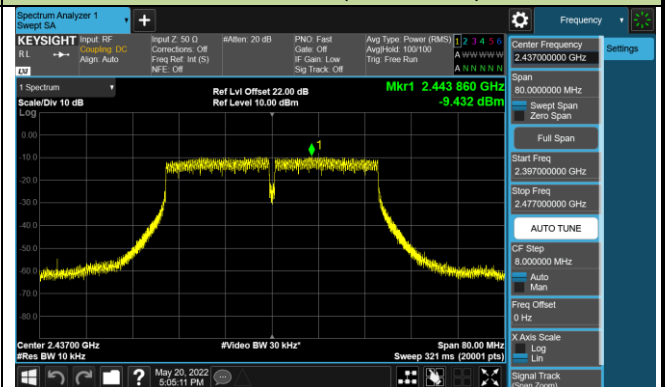 Spectrum Analyzer 1
Swept SA
+
Frequency
KEYSIGHT
Input: RF
Input Z: 50 Ω
#Atten: 20 dB
PNO: Fast
Avg Type: Power (RMS)
1 2 3 4 5 6
RL
Coupling: DC
Corrections: Off
Gate: Off
Avg|Hold: 100/100
A W W W W W
Align: Auto
Freq Ref: Int (S)
IF Gain: Low
Trig: Free Run
NFE: Off
Sig Track: Off
A N N N N N
LXI
1 Spectrum
Ref Lvl Offset 22.00 dB
Mkr1 2.443 860 GHz
Scale/Div 10 dB
Ref Level 10.00 dBm
-9.432 dBm
Log
0.00
-10.0
-20.0
-30.0
-40.0
-50.0
-60.0
-70.0
-80.0
1
Center 2.43700 GHz
#Video BW 30 kHz*
Span 80.00 MHz
#Res BW 10 kHz
Sweep 321 ms (20001 pts)
?
May 20, 2022
5:05:11 PM
Center Frequency
2.437000000 GHz
Settings
Span
80.0000000 MHz
Swept Span
Zero Span
Full Span
Start Freq
2.397000000 GHz
Stop Freq
2.477000000 GHz
AUTO TUNE
CF Step
8.000000 MHz
Auto
Man
Freq Offset
0 Hz
X Axis Scale
Log
Lin
Signal Track
(Span Zoom)